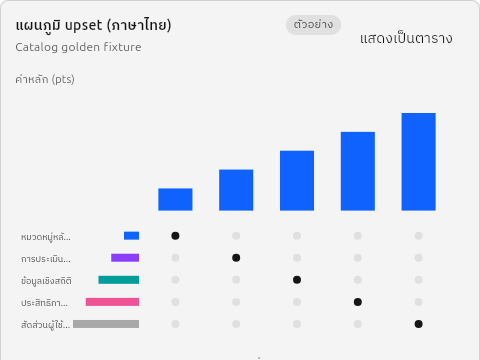 แผนภูมิ upset (ภาษาไทย)
ตัวอย่าง
แสดงเป็นตาราง
Catalog golden fixture
ค่าหลัก (pts)
หมวดหมู่หลั...
การประเมิน...
ข้อมูลเชิงสถิติ
ประสิทธิภา...
สัดส่วนผู้ใช้...